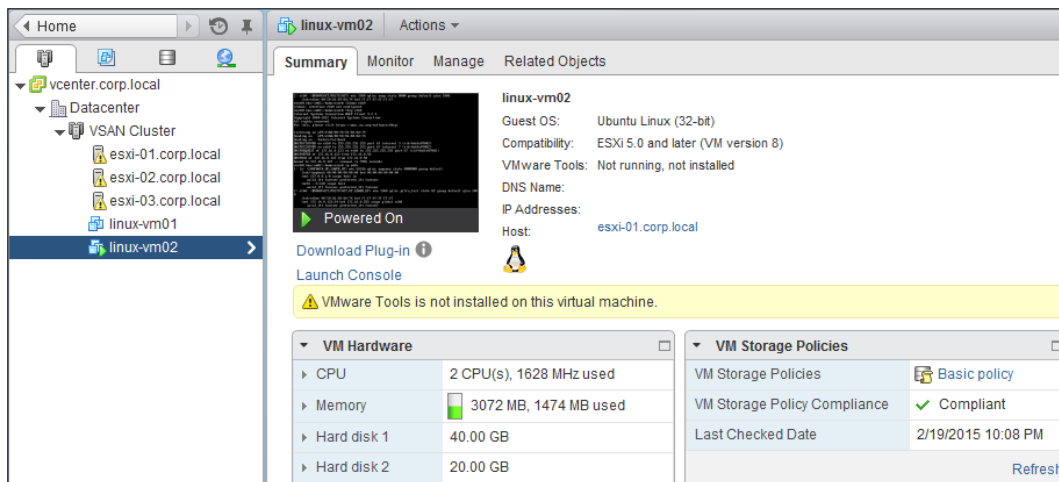 Home
linux-vm02 Actions
Summary Monitor Manage Related Objects
vcenter.corp.local
Datacenter
VSAN Cluster
esxi-01.corp.local
esxi-02.corp.local
esxi-03.corp.local
linux-vm01
linux-vm02
Powered On
Download Plug-in
Launch Console
linux-vm02
Guest OS: Ubuntu Linux (32-bit)
Compatibility: ESXi 5.0 and later (VM version 8)
VMware Tools: Not running, not installed
DNS Name:
IP Addresses:
Host: esxi-01.corp.local
VMware Tools is not installed on this virtual machine.
VM Hardware
CPU 2 CPU(s), 1628 MHz used
Memory 3072 MB, 1474 MB used
Hard disk 1 40.00 GB
Hard disk 2 20.00 GB
VM Storage Policies
VM Storage Policies Basic policy
VM Storage Policy Compliance Compliant
Last Checked Date 2/19/2015 10:08 PM
Refresh